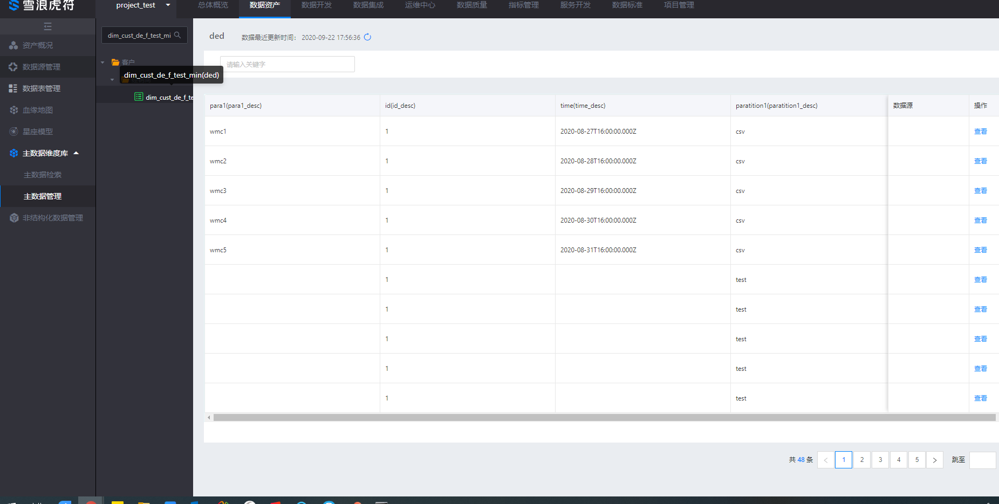 雪浪虎符
project_test
总体概览
数据资产
数据开发
数据集成
运维中心
数据质量
指标管理
服务开发
数据标准
项目管理
资产概况
数据源管理
数据表管理
血缘地图
星座模型
主数据维度库
主数据检索
主数据管理
非结构化数据管理
dim_cust_de_f_test_mi
客户
dim_cust_de_f_test_min(ded)
dim_cust_de_f_te
ded
数据最近更新时间: 2020-09-22 17:56:36
请输入关键字
para1(para1_desc) id(id_desc) time(time_desc) paratition1(paratition1_desc) 数据源 操作
wmc1 1 2020-08-27T16:00:00.000Z csv 查看
wmc2 1 2020-08-28T16:00:00.000Z csv 查看
wmc3 1 2020-08-29T16:00:00.000Z csv 查看
wmc4 1 2020-08-30T16:00:00.000Z csv 查看
wmc5 1 2020-08-31T16:00:00.000Z csv 查看
1 test 查看
1 test 查看
1 test 查看
1 test 查看
1 test 查看
共 48 条 < 1 2 3 4 5 > 跳至